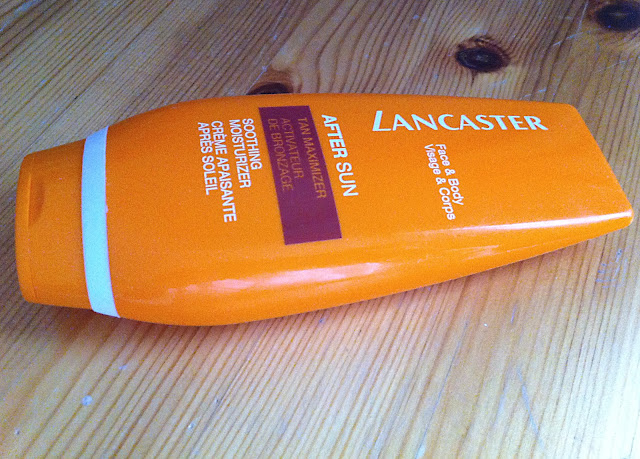 LANCASTER
Face & Body
Visage & Corps
AFTER SUN
TAN MAXIMIZER
ACTIVATEUR
DE BRONZAGE
SOOTHING
MOISTURIZER
CRÈME APAISANTE
APRÈS SOLEIL